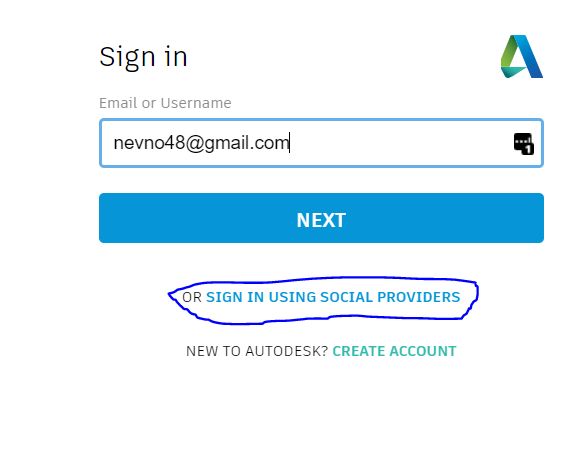 Sign in
Email or Username
nevno48@gmail.com
1
NEXT
OR SIGN IN USING SOCIAL PROVIDERS
NEW TO AUTODESK? CREATE ACCOUNT